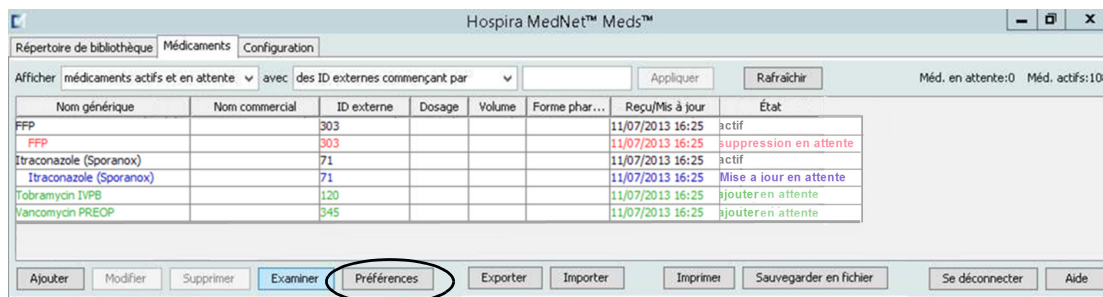 Hospira MedNet™ Meds™
Répertoire de bibliothèque Médicaments Configuration
Afficher médicaments actifs et en attente avec des ID externes commençant par Appliquer Rafraîchir Méd. en attente:0 Méd. actifs:10
Nom générique Nom commercial ID externe Dosage Volume Forme phar... Reçu/Mis à jour État
FFP 303 11/07/2013 16:25 actif
FFP 303 11/07/2013 16:25 suppression en attente
Itraconazole (Sporanox) 71 11/07/2013 16:25 actif
Itraconazole (Sporanox) 71 11/07/2013 16:25 Mise a jour en attente
Tobramycin IVPB 120 11/07/2013 16:25 ajouter en attente
Vancomycin PREOP 345 11/07/2013 16:25 ajouter en attente
Ajouter Modifier Supprimer Examiner Préférences Exporter Importer Imprimer Sauvegarder en fichier Se déconnecter Aide